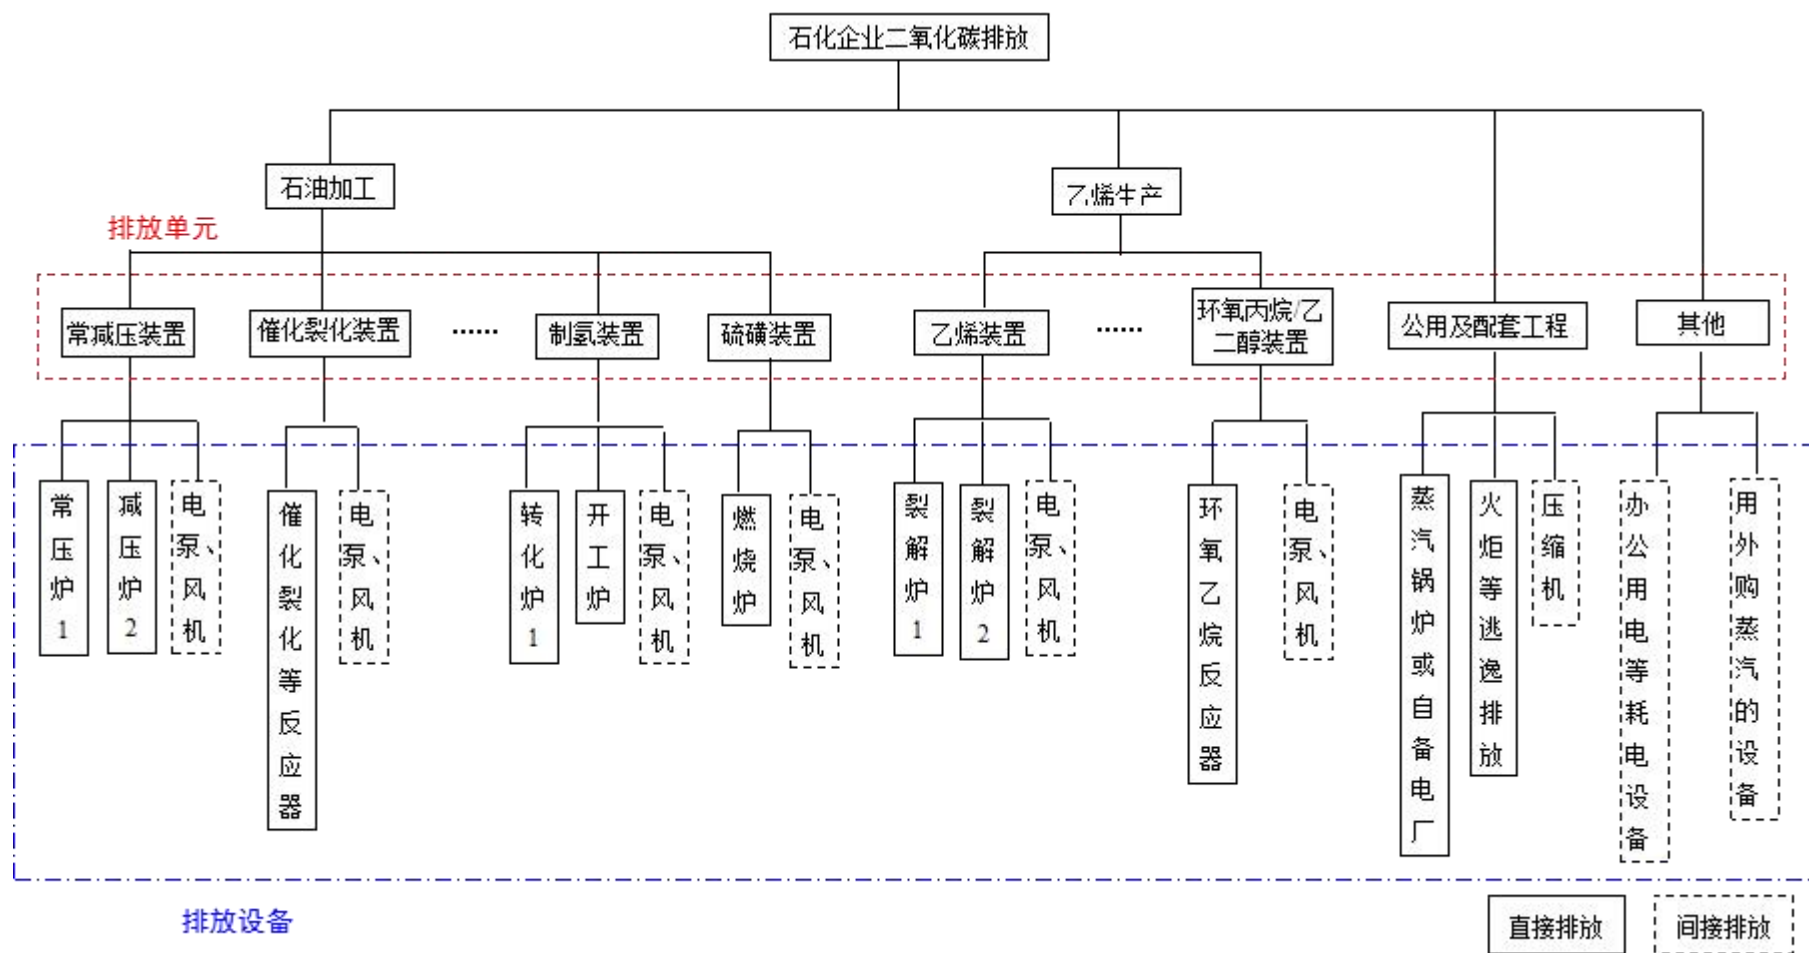 石化企业二氧化碳排放
石油加工
乙烯生产
排放单元
常减压装置
催化裂化装置
······
制氢装置
硫磺装置
乙烯装置
······
环氧丙烷/乙
二醇装置
公用及配套工程
其他
常压炉1
减压炉2
电泵、风机
催化裂化等反应器
电泵、风机
转化炉1
开工炉
电泵、风机
燃烧炉
电泵、风机
裂解炉1
裂解炉2
电泵、风机
环氧乙烷反应器
电泵、风机
蒸汽锅炉或自备电厂
火炬等逃逸排放
压缩机
办公用电等耗电设备
用外购蒸汽的设备
排放设备
直接排放
间接排放